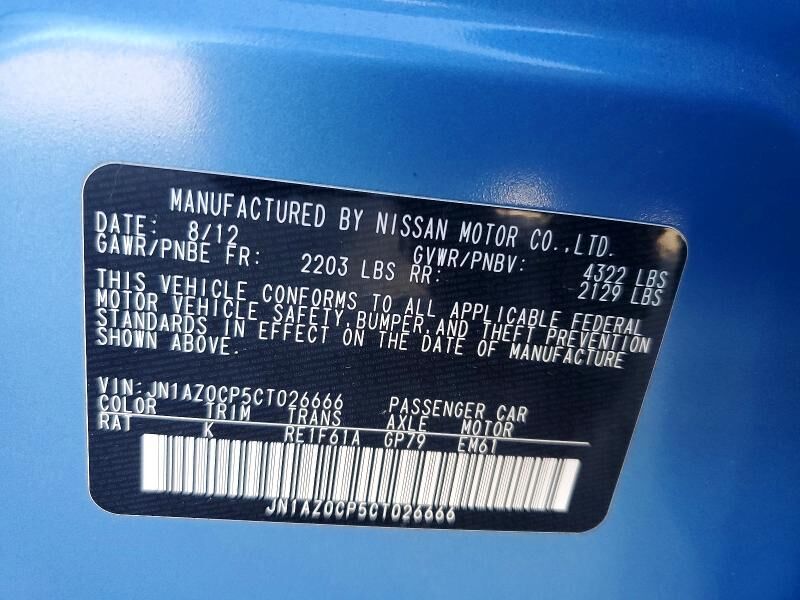 MANUFACTURED BY NISSAN MOTOR CO.,LTD.
DATE: 8/12 GVWR/PNBV: 4322 LBS
GAWR/PNBE FR: 2203 LBS RR: 2129 LBS
THIS VEHICLE CONFORMS TO ALL APPLICABLE FEDERAL
MOTOR VEHICLE SAFETY,BUMPER,AND THEFT PREVENTION
STANDARDS IN EFFECT ON THE DATE OF MANUFACTURE
SHOWN ABOVE.
VIN:JN1AZ0CP5CT026666 PASSENGER CAR
COLOR TRIM TRANS AXLE MOTOR
RAT K RE1F61A GP79 EM61
JN1AZ0CP5CT026666